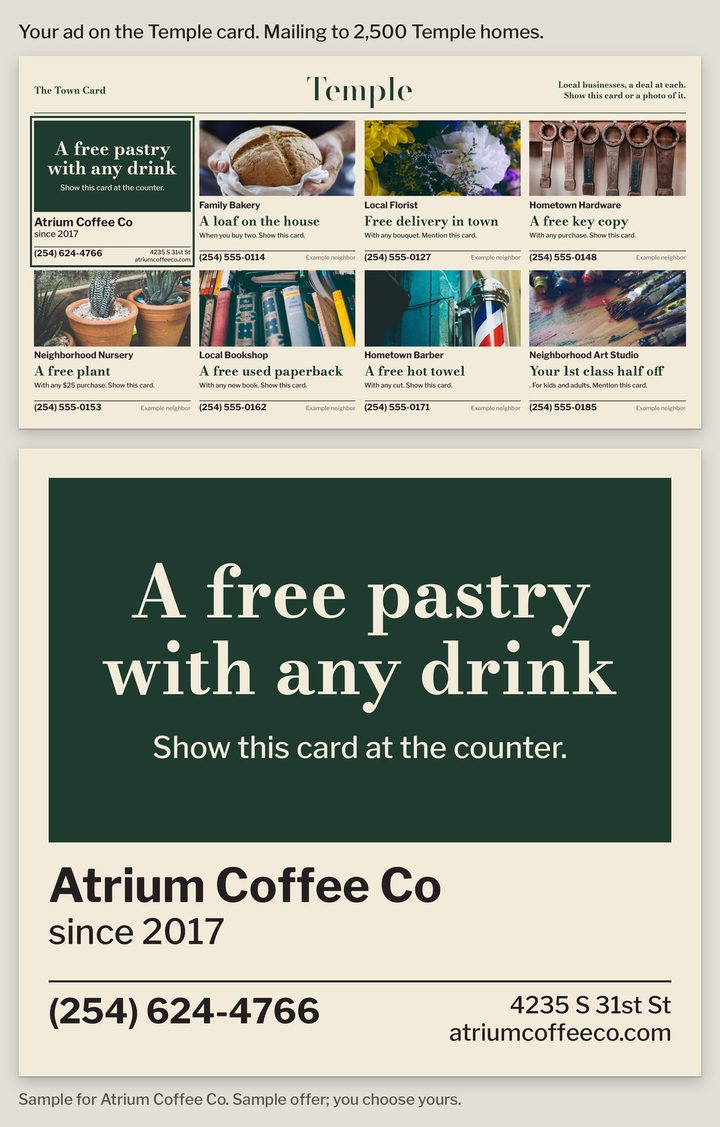 Your ad on the Temple card. Mailing to 2,500 Temple homes.
The Town Card
Temple
Local businesses, a deal at each.
Show this card or a photo of it.
A free pastry
with any drink
Show this card at the counter.
Atrium Coffee Co
since 2017
(254) 624-4766
4235 S 31st St
atriumcoffeeco.com
Family Bakery
A loaf on the house
When you buy two. Show this card.
(254) 555-0114
Example neighbor
Local Florist
Free delivery in town
With any bouquet. Mention this card.
(254) 555-0127
Example neighbor
Hometown Hardware
A free key copy
With any purchase. Show this card.
(254) 555-0148
Example neighbor
Neighborhood Nursery
A free plant
With any $25 purchase. Show this card.
(254) 555-0153
Example neighbor
Local Bookshop
A free used paperback
With any new book. Show this card.
(254) 555-0162
Example neighbor
Hometown Barber
A free hot towel
With any cut. Show this card.
(254) 555-0171
Example neighbor
Neighborhood Art Studio
Your 1st class half off
. For kids and adults. Mention this card.
(254) 555-0185
Example neighbor
A free pastry
with any drink
Show this card at the counter.
Atrium Coffee Co
since 2017
(254) 624-4766
4235 S 31st St
atriumcoffeeco.com
Sample for Atrium Coffee Co. Sample offer; you choose yours.